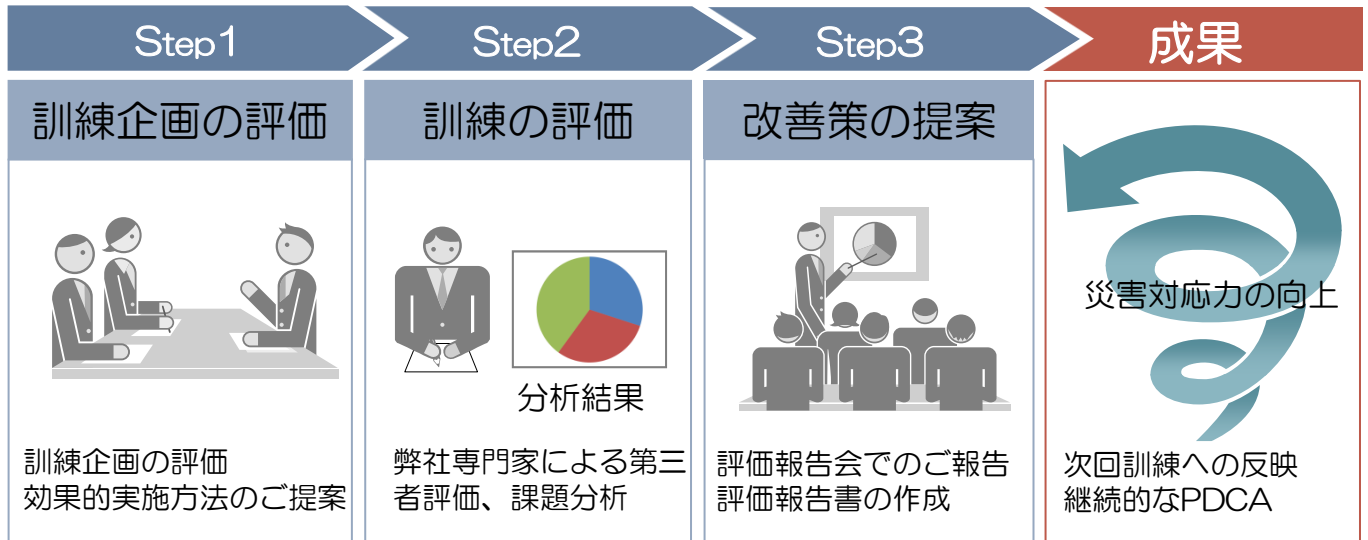 Step1
Step2
Step3
成果
訓練企画の評価
訓練の評価
改善策の提案
分析結果
災害対応力の向上
訓練企画の評価
効果的実施方法のご提案
弊社専門家による第三
者評価、課題分析
評価報告会でのご報告
評価報告書の作成
次回訓練への反映
継続的なPDCA